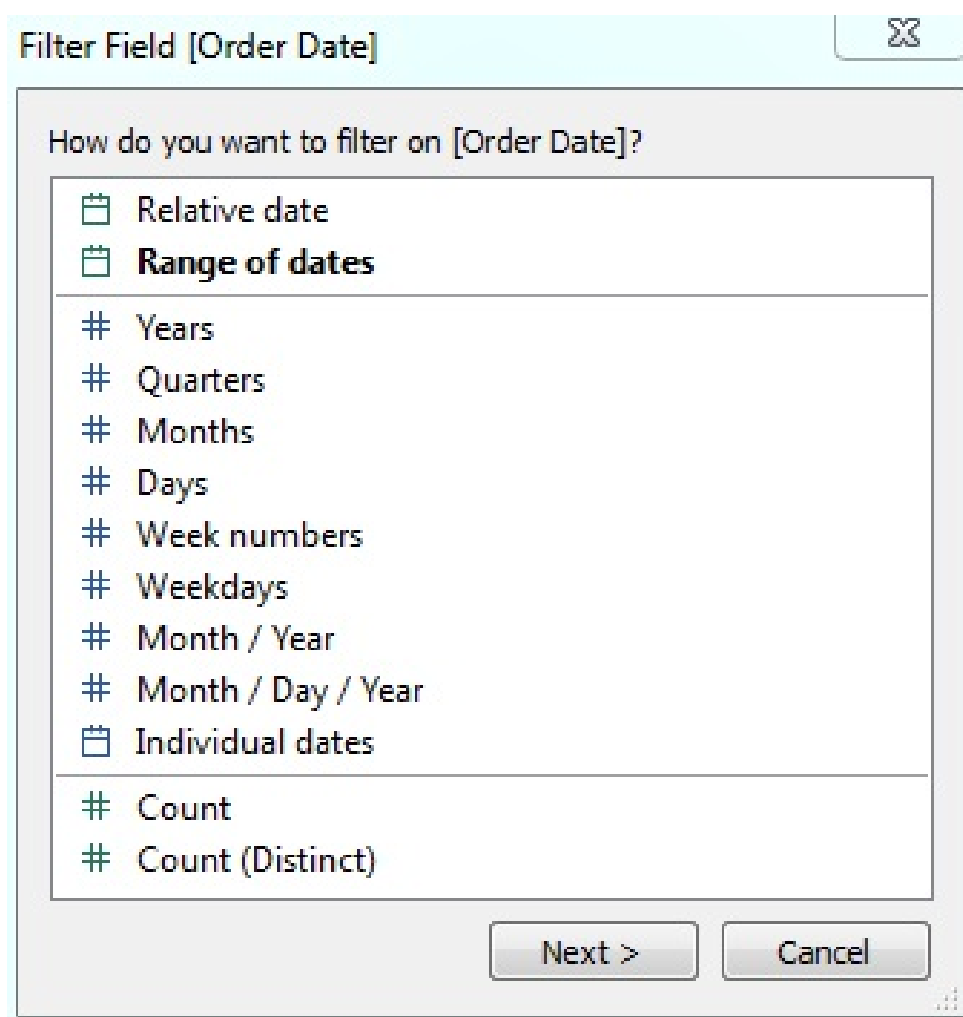 Filter Field [Order Date]
How do you want to filter on [Order Date]?
Relative date
Range of dates
Years
Quarters
Months
Days
Week numbers
Weekdays
Month / Year
Month / Day / Year
Individual dates
Count
Count (Distinct)
Next >
Cancel